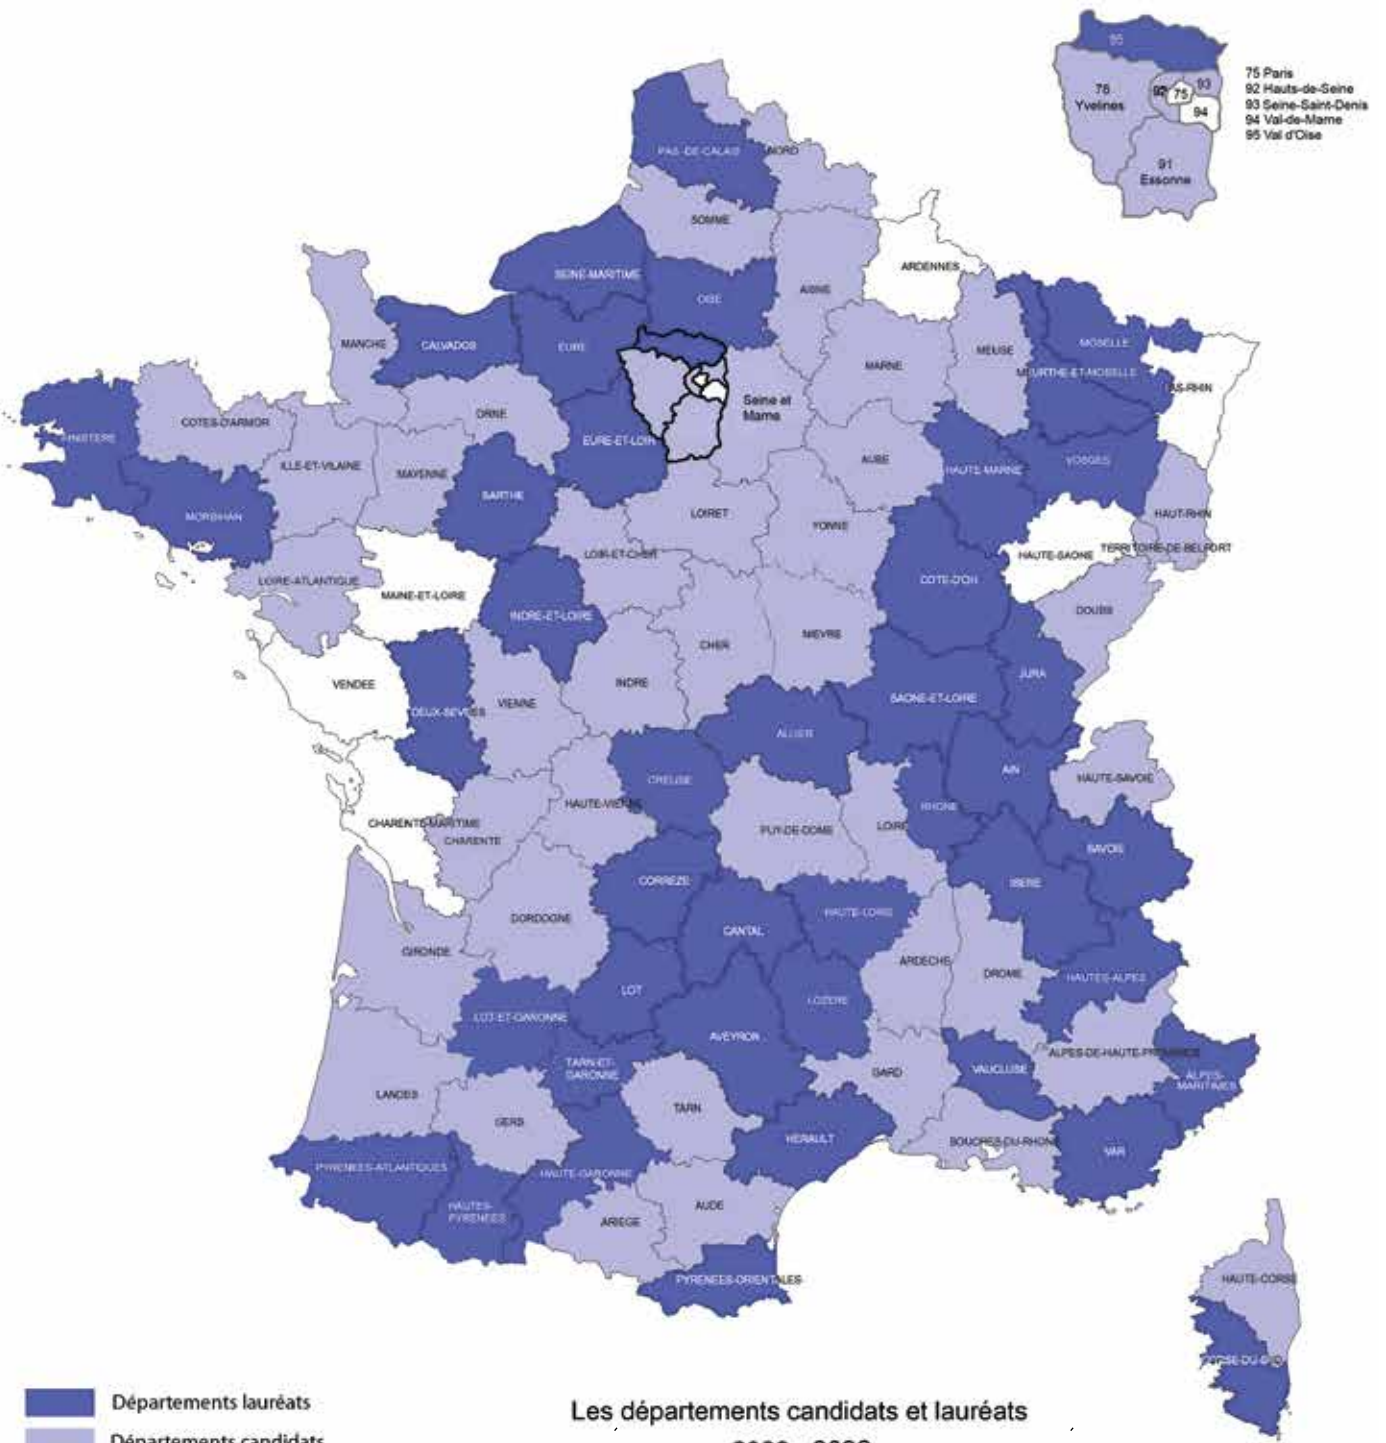 95
78
Yvelines
92
75
93
94
91
Essonne
75 Paris
92 Hauts-de-Seine
93 Seine-Saint-Denis
94 Val-de-Marne
95 Val d'Oise
PAS-DE-CALAIS
NORD
SOMME
SEINE-MARITIME
OISE
AISNE
ARDENNES
MANCHE
CALVADOS
EURE
MARNE
MEUSE
MOSELLE
MEURTHE-ET-MOSELLE
BAS-RHIN
Seine et
Marne
FINISTERE
COTES-D'ARMOR
ORNE
EURE-ET-LOIR
ILLE-ET-VILAINE
MAYENNE
AUBE
HAUTE-MARNE
VOSGES
SARTHE
MORBIHAN
LOIRET
YONNE
HAUT-RHIN
LOIR-ET-CHER
HAUTE-SAONE
TERRITOIRE-DE-BELFORT
LOIRE-ATLANTIQUE
MAINE-ET-LOIRE
INDRE-ET-LOIRE
COTE-D'OR
DOUBS
CHER
NIEVRE
VENDEE
DEUX-SEVRES
VIENNE
INDRE
SAONE-ET-LOIRE
JURA
ALLIER
CREUSE
AIN
HAUTE-SAVOIE
HAUTE-VIENNE
RHONE
CHARENTE-MARITIME
CHARENTE
PUY-DE-DOME
LOIRE
SAVOIE
CORREZE
ISERE
DORDOGNE
CANTAL
HAUTE-LOIRE
GIRONDE
ARDECHE
DROME
HAUTES-ALPES
LOT
LOZERE
LOT-ET-GARONNE
AVEYRON
TARN-ET-
GARONNE
GARD
VAUCLUSE
ALPES-DE-HAUTE-PROVENCE
ALPES-
MARITIMES
LANDES
GERS
TARN
HERAULT
BOUCHES-DU-RHONE
VAR
PYRENEES-ATLANTIQUES
HAUTE-GARONNE
HAUTES-
PYRENEES
ARIEGE
AUDE
PYRENEES-ORIENTALES
HAUTE-CORSE
CORSE-DU-SUD
Départements lauréats
Départements candidats
Les départements candidats et lauréats